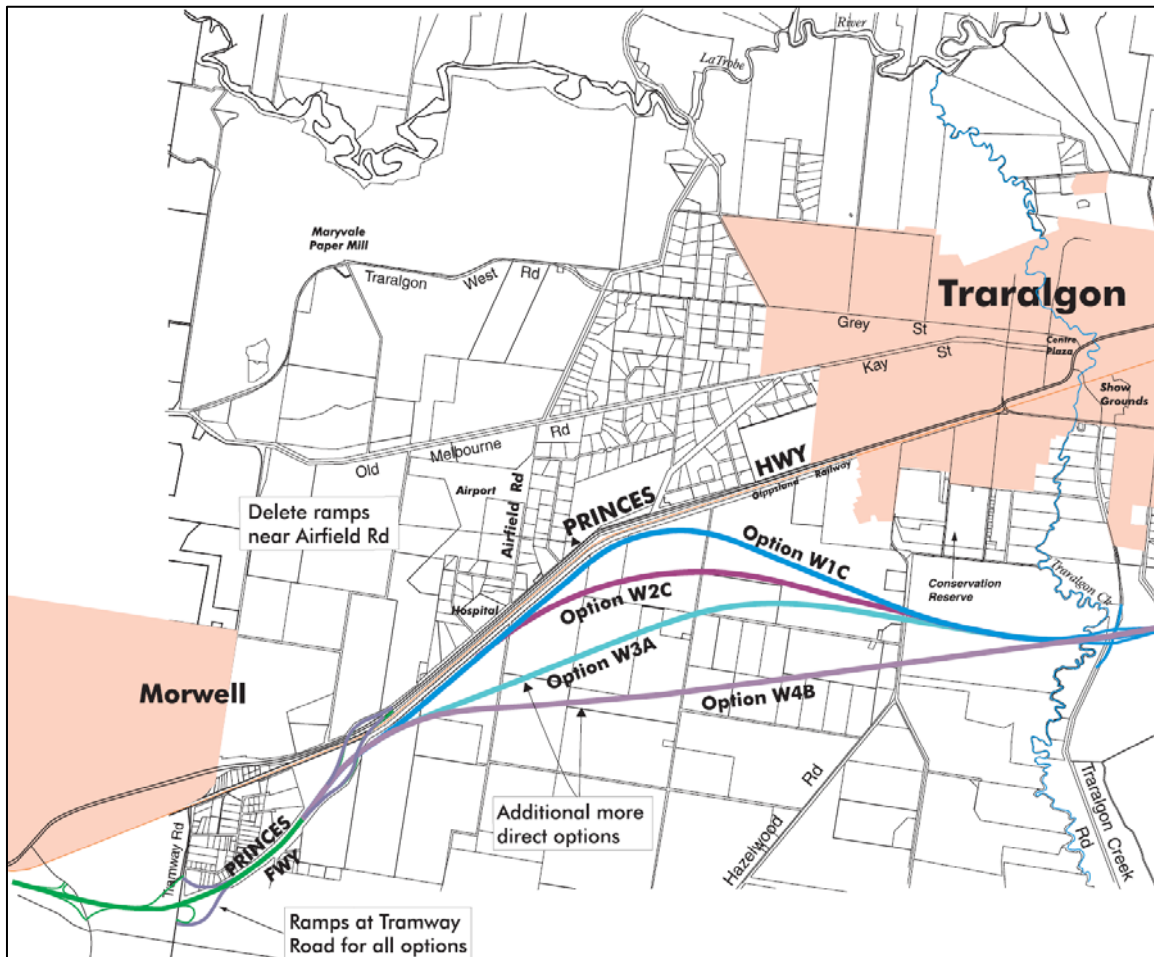 River
LaTrobe
Maryvale
Paper Mill
Traralgon West Rd
Traralgon
Grey St
Centre
Plaza
Kay St
Show
Grounds
Old Melbourne Rd
HWY
Gippsland Railway
Airport
Airfield Rd
PRINCES
Delete ramps
near Airfield Rd
Option W1C
Conservation
Reserve
Traralgon Ck
Option W2C
Hospital
Option W3A
Morwell
Option W4B
Additional more
direct options
Hazelwood Rd
Traralgon Creek
Rd
Tramway Rd
PRINCES
FWY
Ramps at Tramway
Road for all options